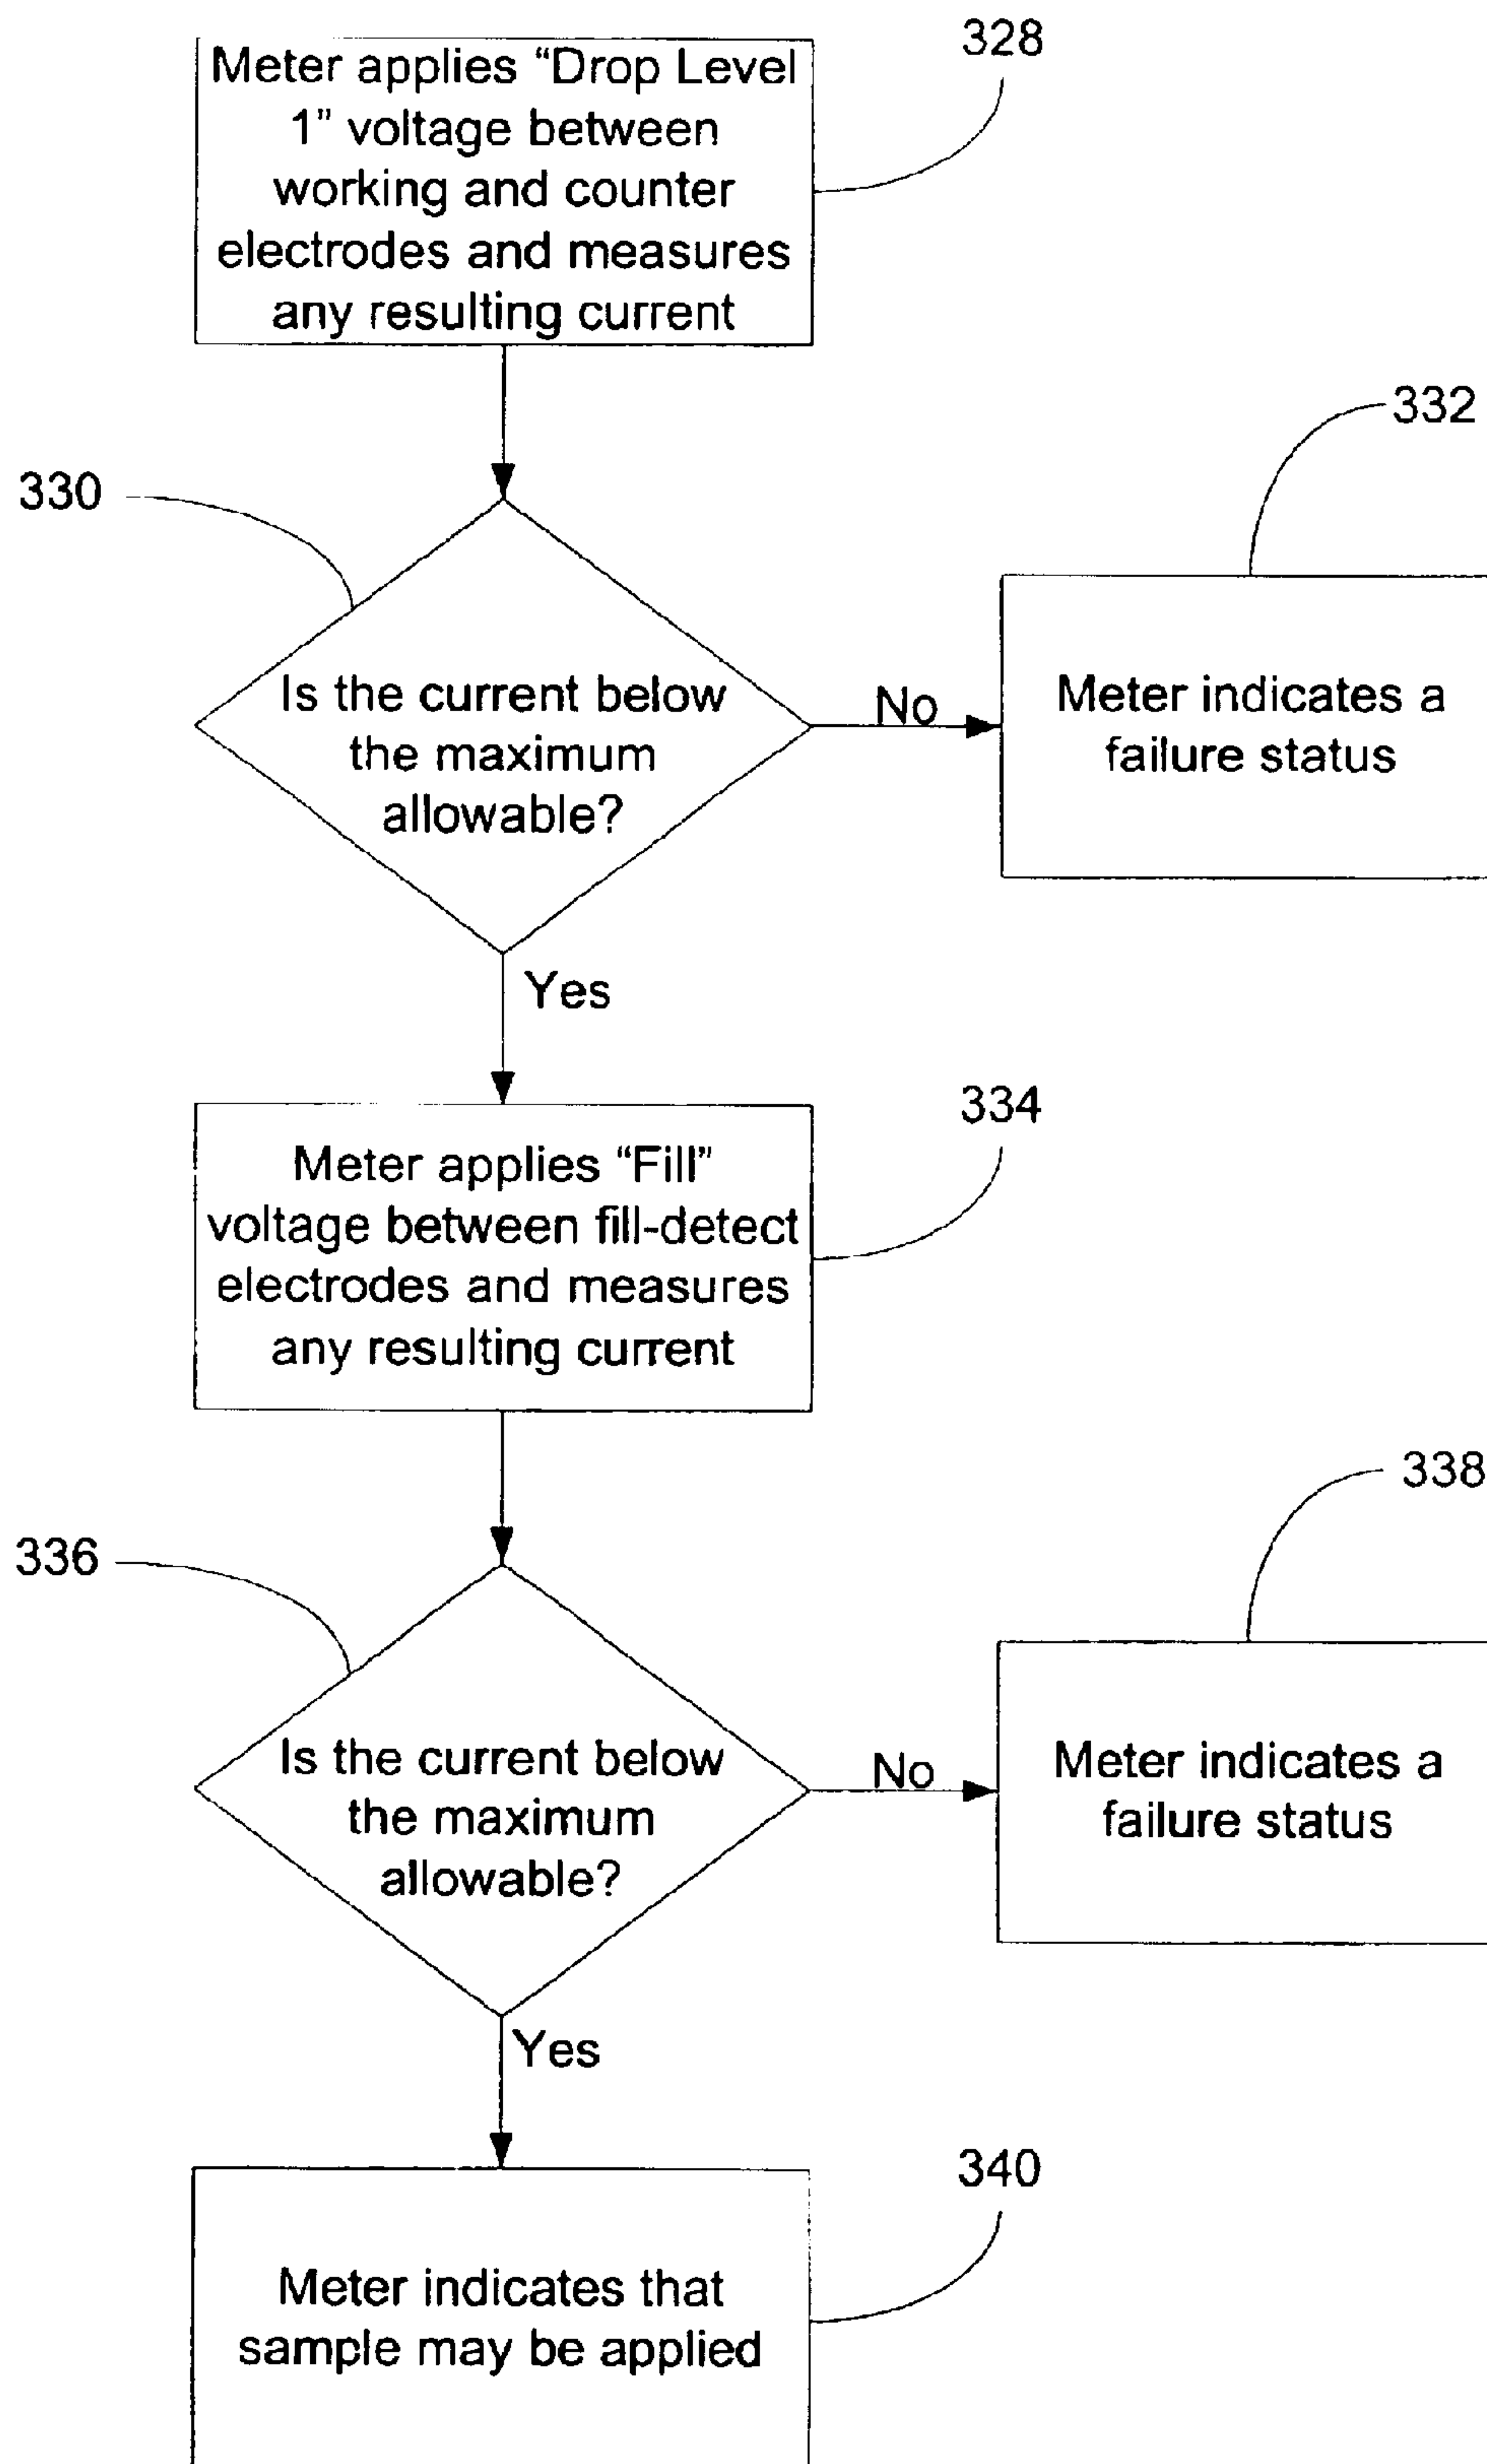 328
Meter applies “Drop Level
1” voltage between
working and counter
electrodes and measures
any resulting current
332
330
Is the current below
the maximum
allowable?
No
Meter indicates a
failure status
Yes
334
Meter applies “Fill”
voltage between fill-detect
electrodes and measures
any resulting current
338
336
Is the current below
the maximum
allowable?
No
Meter indicates a
failure status
Yes
340
Meter indicates that
sample may be applied